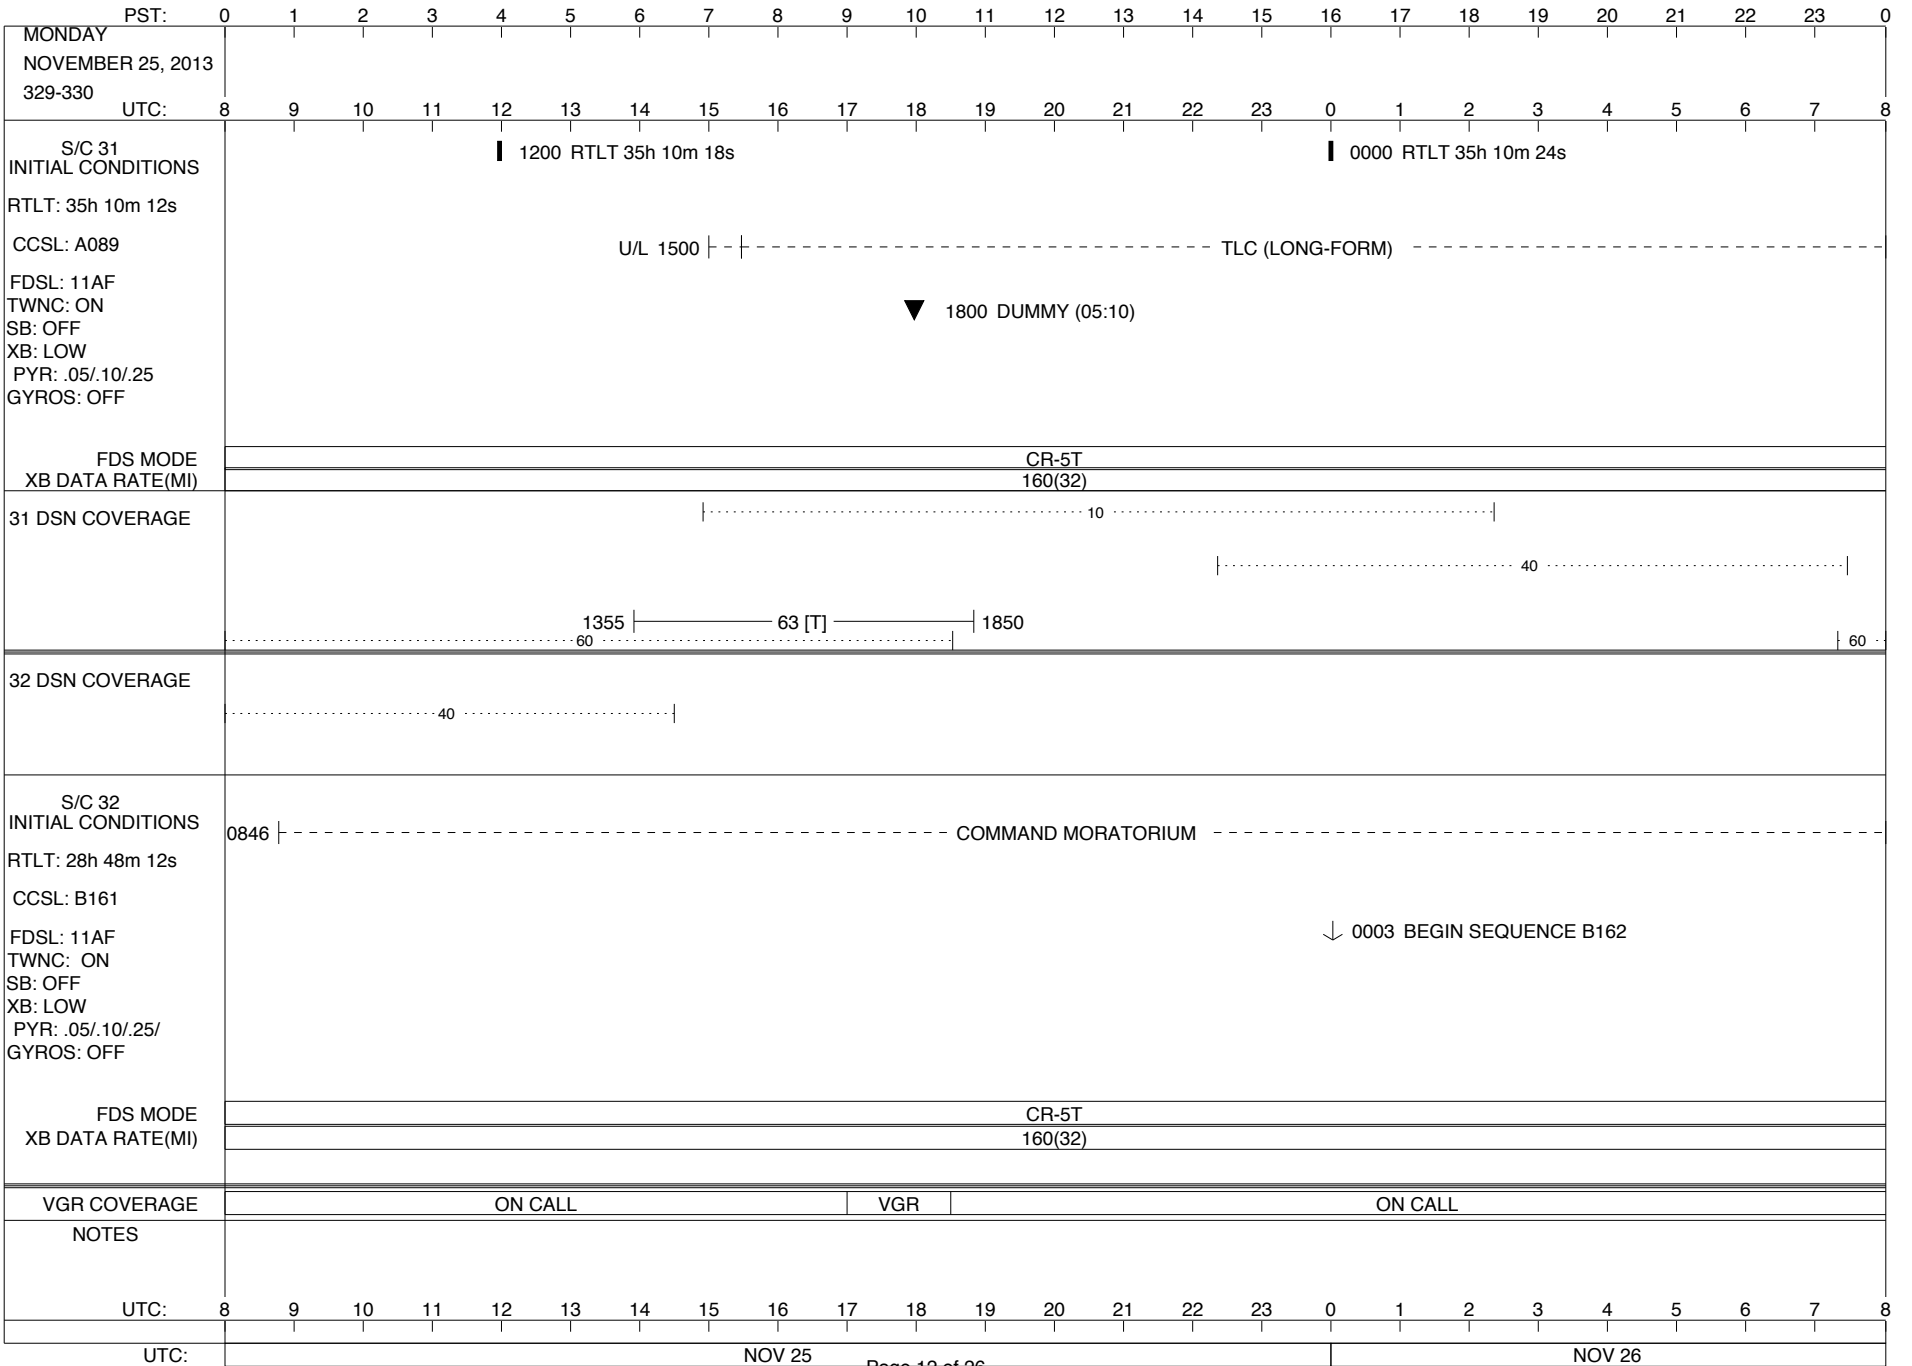 PST: 0 1 2 3 4 5 6 7 8 9 10 11 12 13 14 15 16 17 18 19 20 21 22 23 0
MONDAY
NOVEMBER 25, 2013
329-330
UTC: 8 9 10 11 12 13 14 15 16 17 18 19 20 21 22 23 0 1 2 3 4 5 6 7 8
S/C 31
INITIAL CONDITIONS
1200 RTLT 35h 10m 18s
0000 RTLT 35h 10m 24s
RTLT: 35h 10m 12s
CCSL: A089
U/L 1500
TLC (LONG-FORM)
FDSL: 11AF
TWNC: ON
1800 DUMMY (05:10)
SB: OFF
XB: LOW
PYR: .05/.10/.25
GYROS: OFF
FDS MODE CR-5T
XB DATA RATE(MI) 160(32)
31 DSN COVERAGE
10
40
1355 63 [T] 1850
60
60
32 DSN COVERAGE
40
S/C 32
INITIAL CONDITIONS
0846 COMMAND MORATORIUM
RTLT: 28h 48m 12s
CCSL: B161
0003 BEGIN SEQUENCE B162
FDSL: 11AF
TWNC: ON
SB: OFF
XB: LOW
PYR: .05/.10/.25/
GYROS: OFF
FDS MODE CR-5T
XB DATA RATE(MI) 160(32)
VGR COVERAGE ON CALL VGR ON CALL
NOTES
UTC: 8 9 10 11 12 13 14 15 16 17 18 19 20 21 22 23 0 1 2 3 4 5 6 7 8
UTC: NOV 25 NOV 26
Page 12 of 26